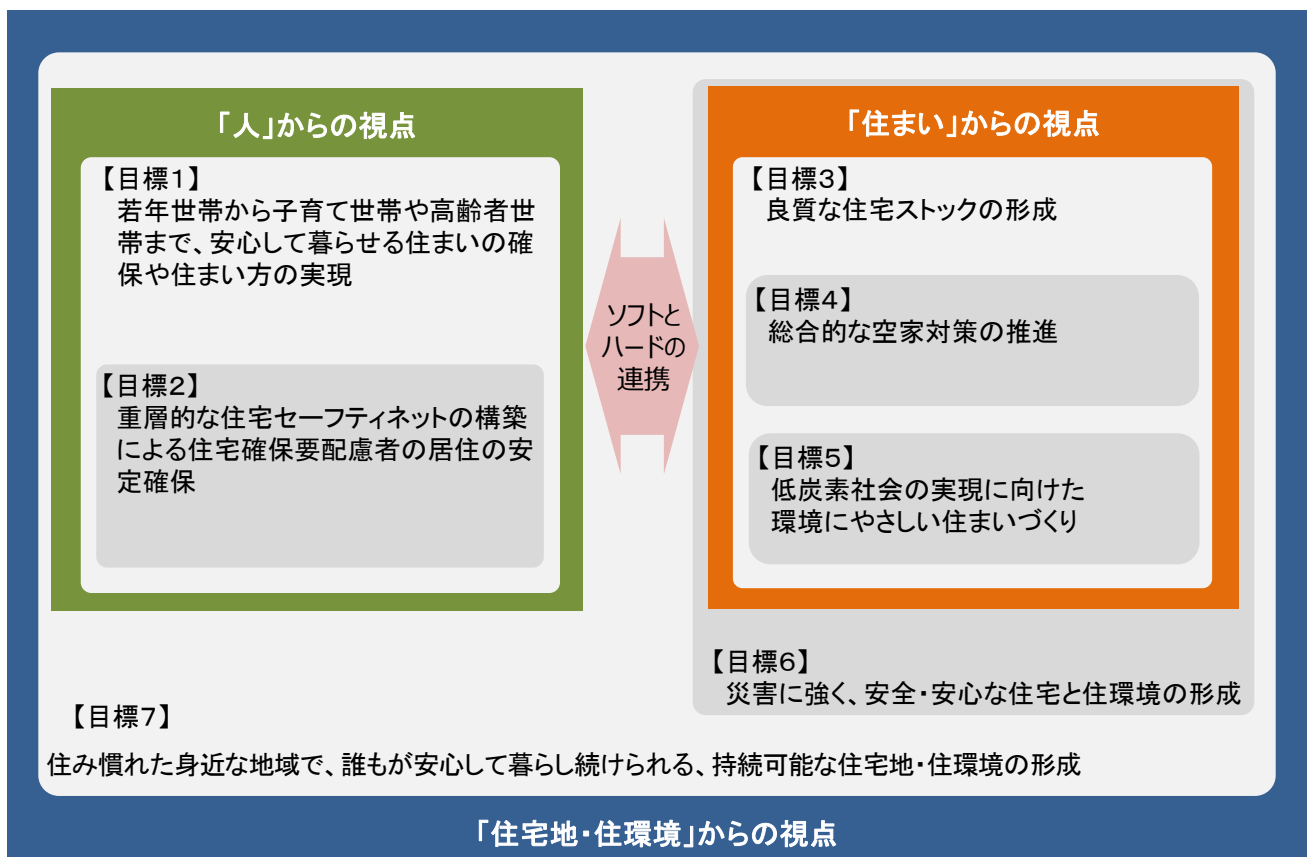 「人」からの視点
【目標1】
若年世帯から子育て世帯や高齢者世
帯まで、安心して暮らせる住まいの確
保や住まい方の実現
【目標2】
重層的な住宅セーフティネットの構築
による住宅確保要配慮者の居住の安
定確保
ソフトと
ハードの
連携
「住まい」からの視点
【目標3】
良質な住宅ストックの形成
【目標4】
総合的な空家対策の推進
【目標5】
低炭素社会の実現に向けた
環境にやさしい住まいづくり
【目標6】
災害に強く、安全・安心な住宅と住環境の形成
【目標7】
住み慣れた身近な地域で、誰もが安心して暮らし続けられる、持続可能な住宅地・住環境の形成
「住宅地・住環境」からの視点